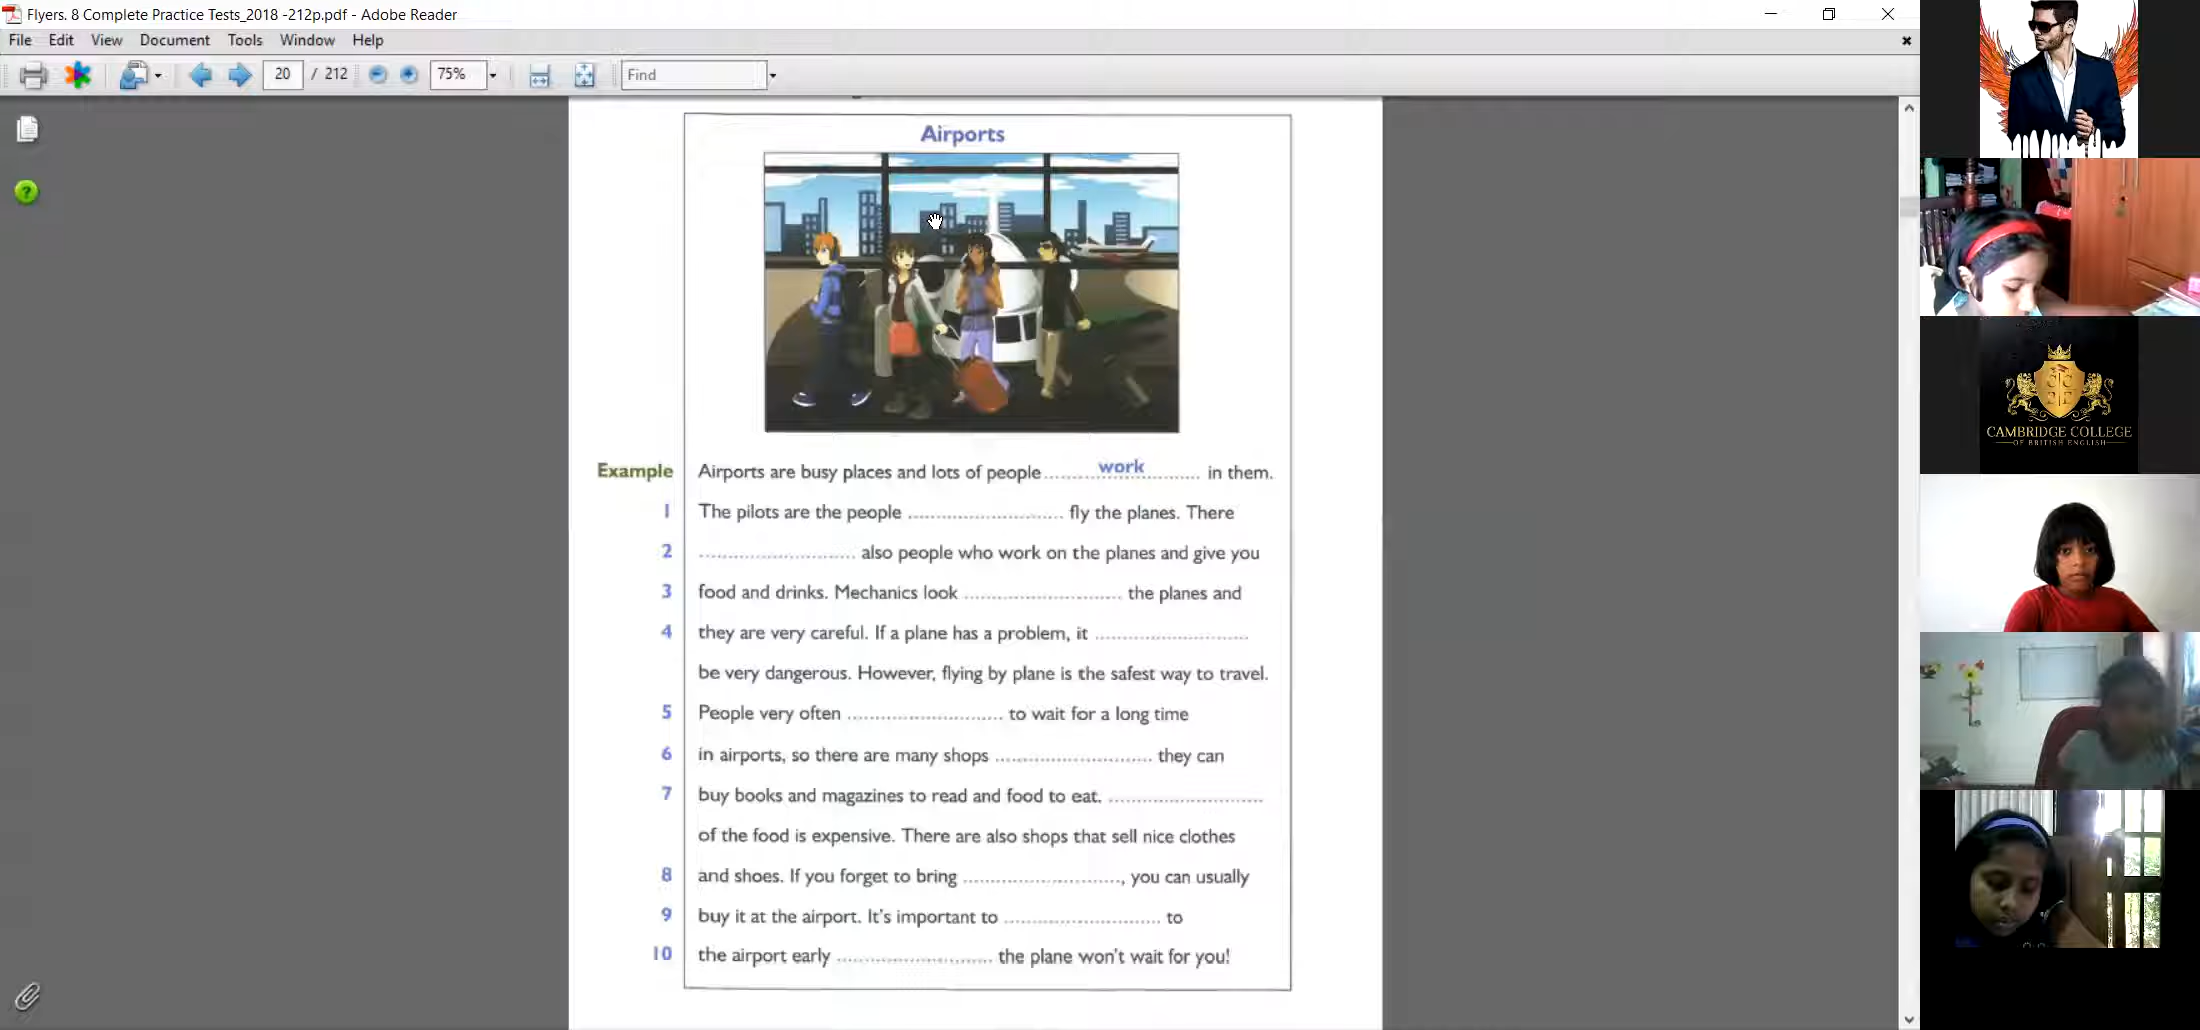 Flyers. 8 Complete Practice Tests_2018 -212p.pdf - Adobe Reader
File Edit View Document Tools Window Help
20 / 212 75% Find
Airports
Example Airports are busy places and lots of people work in them.
1 The pilots are the people .............................. fly the planes. There
2 .............................. also people who work on the planes and give you
3 food and drinks. Mechanics look .............................. the planes and
4 they are very careful. If a plane has a problem, it ..............................
be very dangerous. However, flying by plane is the safest way to travel.
5 People very often .............................. to wait for a long time
6 in airports, so there are many shops .............................. they can
7 buy books and magazines to read and food to eat. ..............................
of the food is expensive. There are also shops that sell nice clothes
8 and shoes. If you forget to bring .............................., you can usually
9 buy it at the airport. It's important to .............................. to
10 the airport early .............................. the plane won't wait for you!
CAMBRIDGE COLLEGE
OF BRITISH ENGLISH